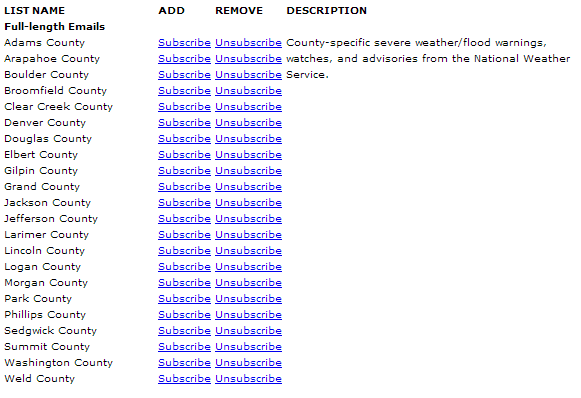 LIST NAME ADD REMOVE DESCRIPTION
Full-length Emails
Adams County Subscribe Unsubscribe County-specific severe weather/flood warnings,
Arapahoe County Subscribe Unsubscribe watches, and advisories from the National Weather
Boulder County Subscribe Unsubscribe Service.
Broomfield County Subscribe Unsubscribe
Clear Creek County Subscribe Unsubscribe
Denver County Subscribe Unsubscribe
Douglas County Subscribe Unsubscribe
Elbert County Subscribe Unsubscribe
Gilpin County Subscribe Unsubscribe
Grand County Subscribe Unsubscribe
Jackson County Subscribe Unsubscribe
Jefferson County Subscribe Unsubscribe
Larimer County Subscribe Unsubscribe
Lincoln County Subscribe Unsubscribe
Logan County Subscribe Unsubscribe
Morgan County Subscribe Unsubscribe
Park County Subscribe Unsubscribe
Phillips County Subscribe Unsubscribe
Sedgwick County Subscribe Unsubscribe
Summit County Subscribe Unsubscribe
Washington County Subscribe Unsubscribe
Weld County Subscribe Unsubscribe